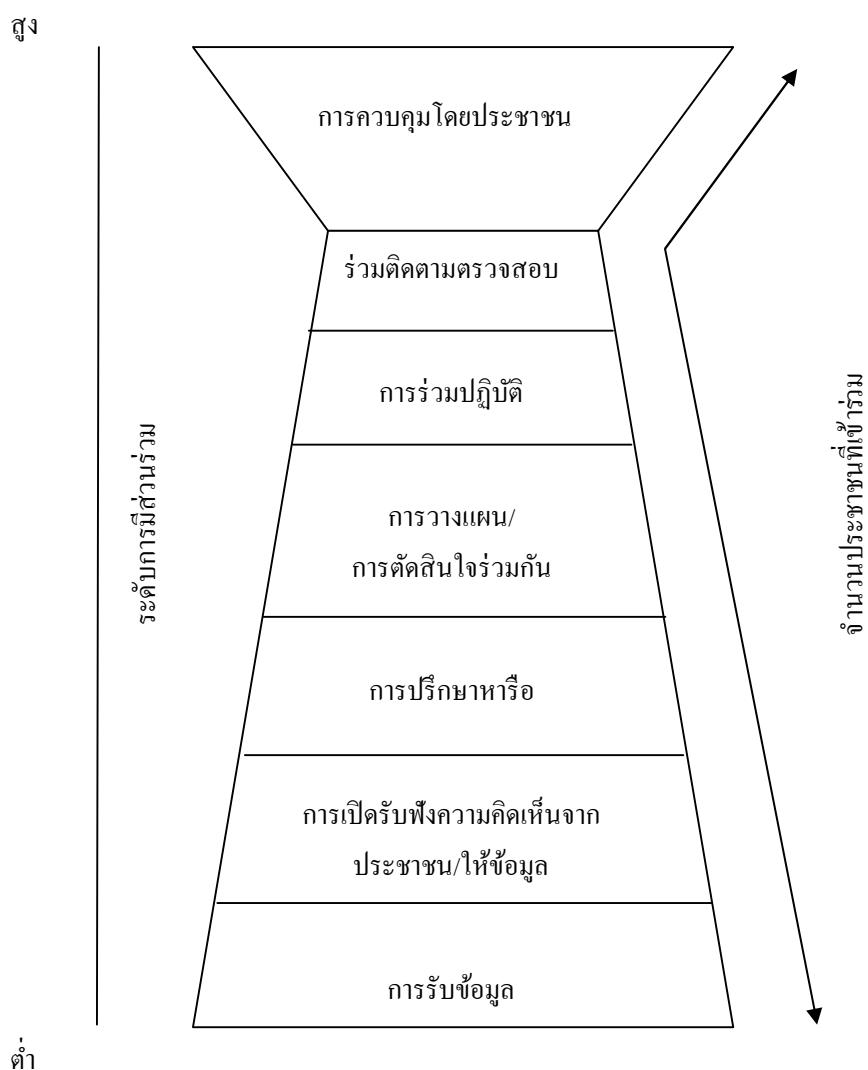 สูง
การควบคุมโดยประชาชน
ร่วมติดตามตรวจสอบ
การร่วมปฏิบัติ
การวางแผน/
การตัดสินใจร่วมกัน
การปรึกษาหารือ
การเปิดรับฟังความคิดเห็นจาก
ประชาชน/ให้ข้อมูล
การรับข้อมูล
ต่ำ
ระดับการมีส่วนร่วม
จำนวนประชาชนที่เข้าร่วม